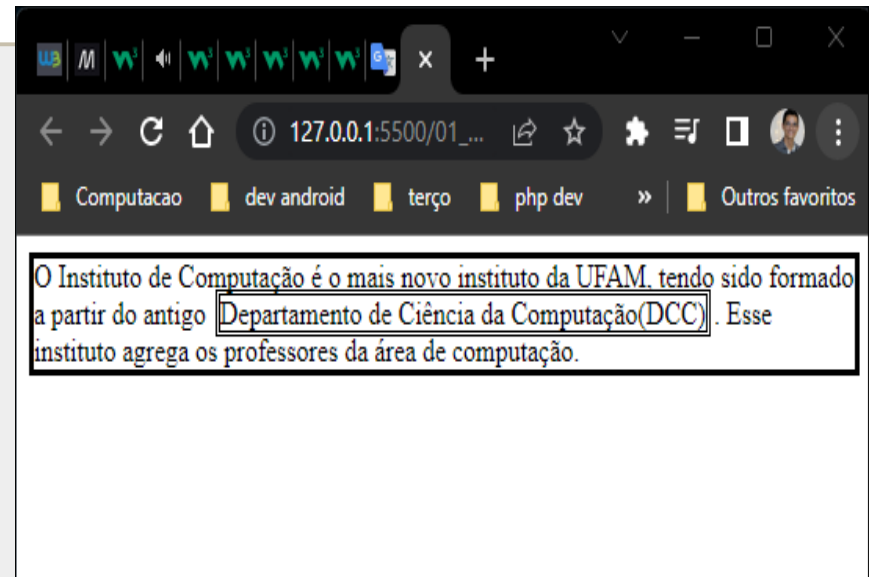 127.0.0.1:5500/01_...
Computacao dev android terço php dev » Outros favoritos
O Instituto de Computação é o mais novo instituto da UFAM, tendo sido formado
a partir do antigo Departamento de Ciência da Computação(DCC) . Esse
instituto agrega os professores da área de computação.